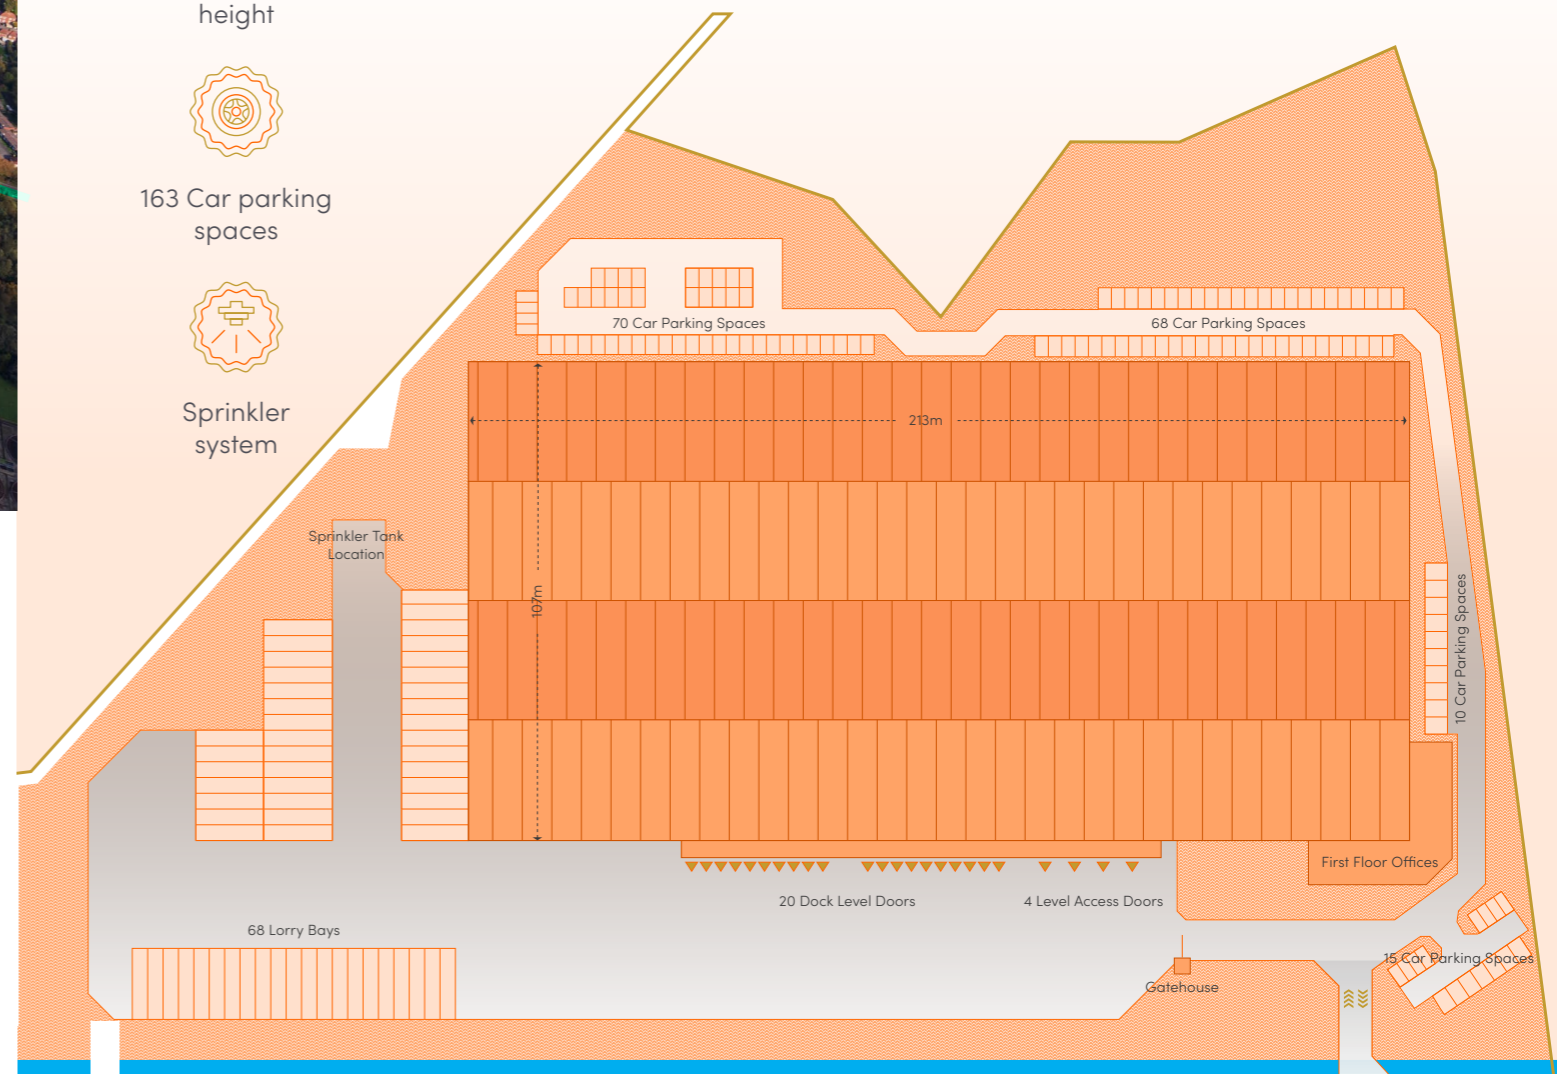 height
163 Car parking
spaces
Sprinkler
system
70 Car Parking Spaces
68 Car Parking Spaces
213m
107m
Sprinkler Tank
Location
10 Car Parking Spaces
First Floor Offices
20 Dock Level Doors
4 Level Access Doors
68 Lorry Bays
15 Car Parking Spaces
Gatehouse